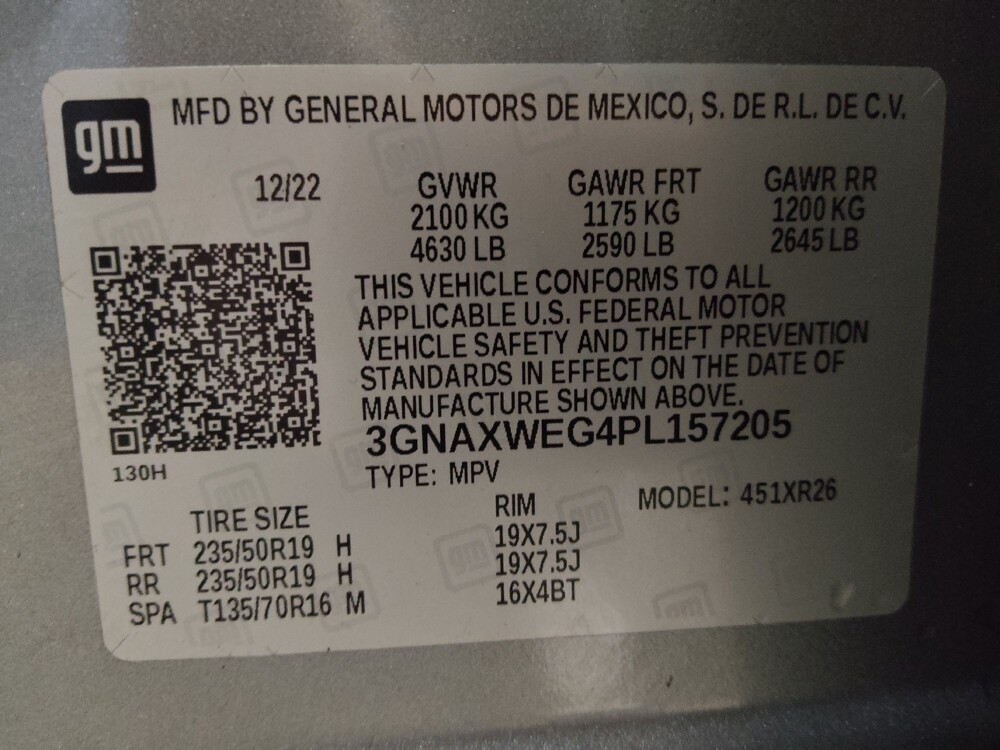 gm
MFD BY GENERAL MOTORS DE MEXICO, S. DE R.L. DE C.V.
12/22 GVWR GAWR FRT GAWR RR
2100 KG 1175 KG 1200 KG
4630 LB 2590 LB 2645 LB
THIS VEHICLE CONFORMS TO ALL
APPLICABLE U.S. FEDERAL MOTOR
VEHICLE SAFETY AND THEFT PREVENTION
STANDARDS IN EFFECT ON THE DATE OF
MANUFACTURE SHOWN ABOVE.
3GNAXWEG4PL157205
130H
TYPE: MPV
TIRE SIZE RIM MODEL: 451XR26
FRT 235/50R19 H 19X7.5J
RR 235/50R19 H 19X7.5J
SPA T135/70R16 M 16X4BT